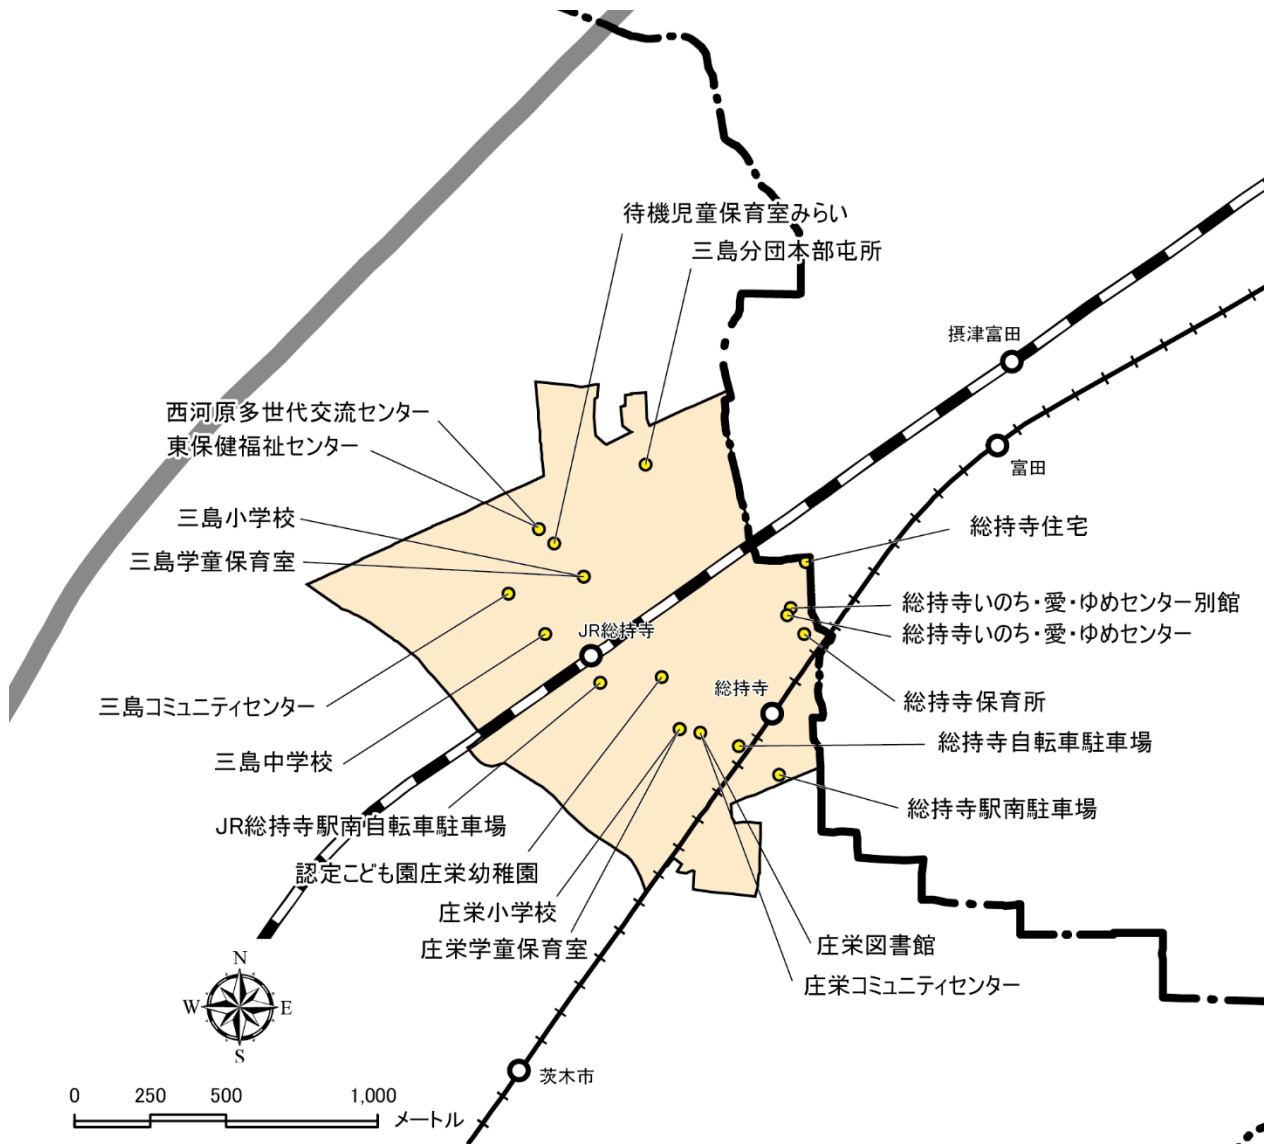 待機児童保育室みらい
三島分団本部屯所
摂津富田
西河原多世代交流センター
東保健福祉センター
富田
三島小学校
総持寺住宅
三島学童保育室
総持寺いのち・愛・ゆめセンター別館
JR総持寺
総持寺いのち・愛・ゆめセンター
総持寺
三島コミュニティセンター
総持寺保育所
総持寺自転車駐車場
三島中学校
総持寺駅南駐車場
JR総持寺駅南自転車駐車場
認定こども園庄栄幼稚園
庄栄小学校
庄栄学童保育室
庄栄図書館
庄栄コミュニティセンター
N
W E
S
茨木市
0 250 500 1,000
メートル